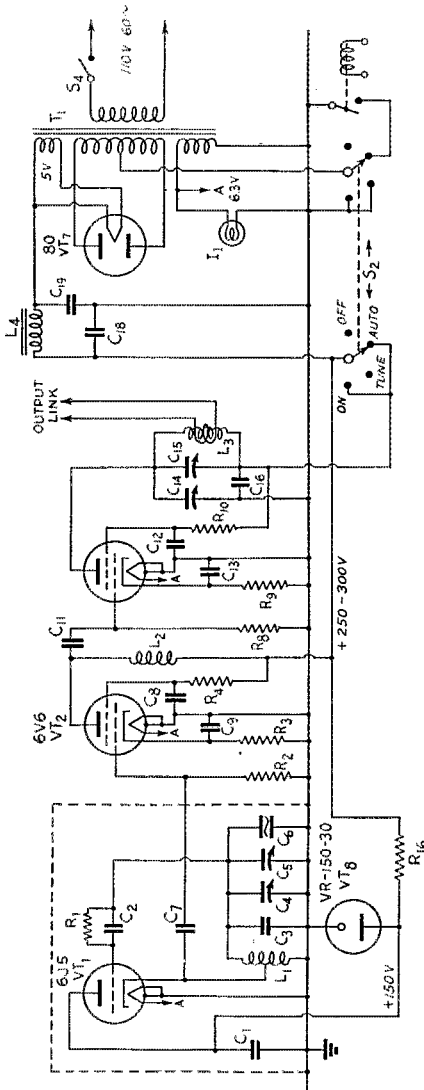 6J5
VT1
A
R1
C2
C7
C1
L1
C3
C4
C5
C6
+150V
VR-150-30
VT8
R16
6V6
VT2
A
C8
C9
R4
R3
R2
L2
C11
R8
A
C12
C13
R10
R9
+250-300V
C14
C15
C16
L3
OUTPUT
LINK
L4
C19
C18
80
VT7
5V
T1
S4
110V 60~
A
6.3V
I1
ON
OFF
TUNE
AUTO
S2